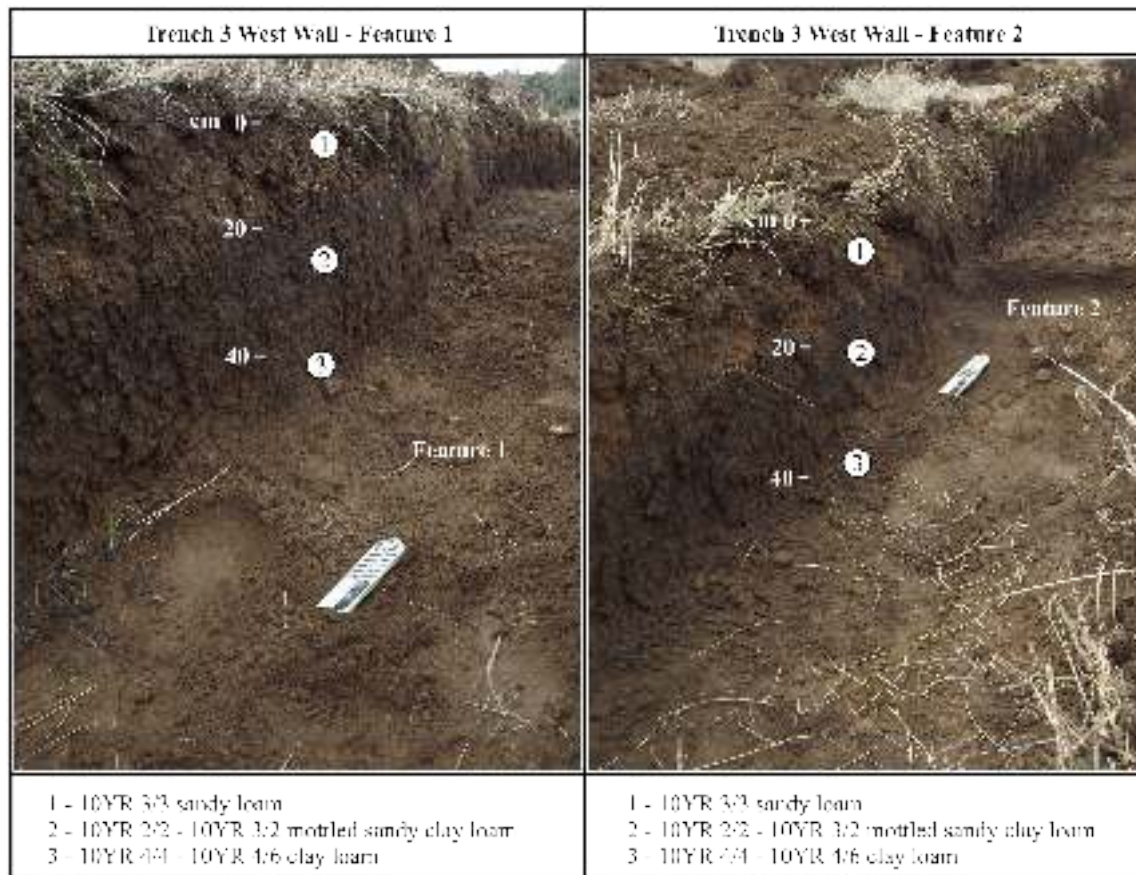 Trench 3 West Wall - Feature 1
Trench 3 West Wall - Feature 2
cm 0
1
20
2
40
3
Feature 1
cm 0
1
Feature 2
20
2
3
40
1 - 10YR 3/3 sandy loam
2 - 10YR 2/2 - 10YR 3/2 mottled sandy clay loam
3 - 10YR 4/4 - 10YR 4/6 clay loam
1 - 10YR 3/3 sandy loam
2 - 10YR 2/2 - 10YR 3/2 mottled sandy clay loam
3 - 10YR 4/4 - 10YR 4/6 clay loam